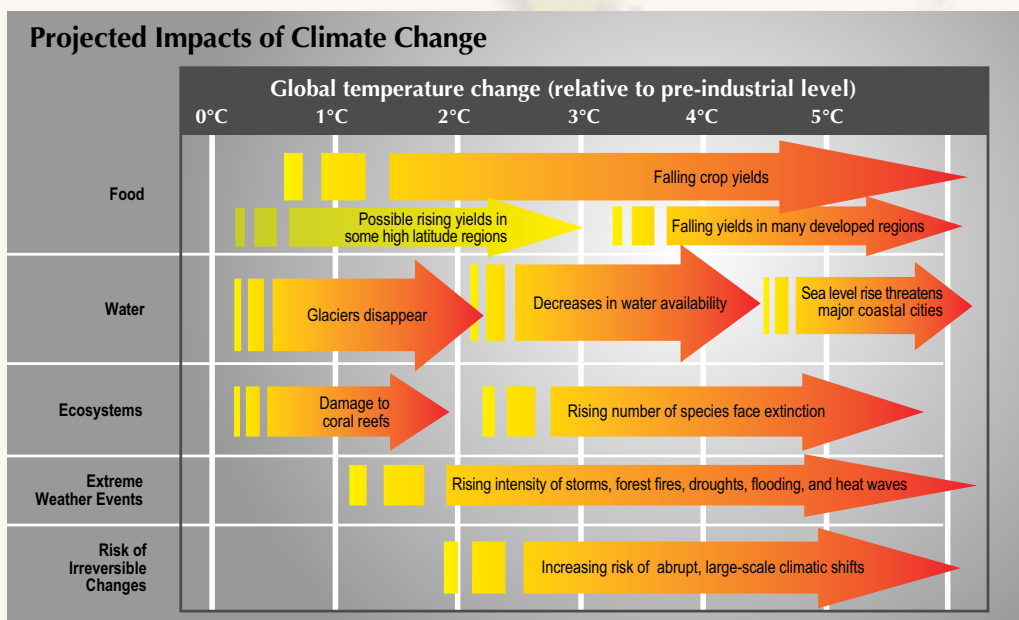 Projected Impacts of Climate Change
Global temperature change (relative to pre-industrial level)
0°C 1°C 2°C 3°C 4°C 5°C
Food
Falling crop yields
Possible rising yields in
some high latitude regions
Falling yields in many developed regions
Water
Glaciers disappear
Decreases in water availability
Sea level rise threatens
major coastal cities
Ecosystems
Damage to
coral reefs
Rising number of species face extinction
Extreme
Weather Events
Rising intensity of storms, forest fires, droughts, flooding, and heat waves
Risk of
Irreversible
Changes
Increasing risk of abrupt, large-scale climatic shifts